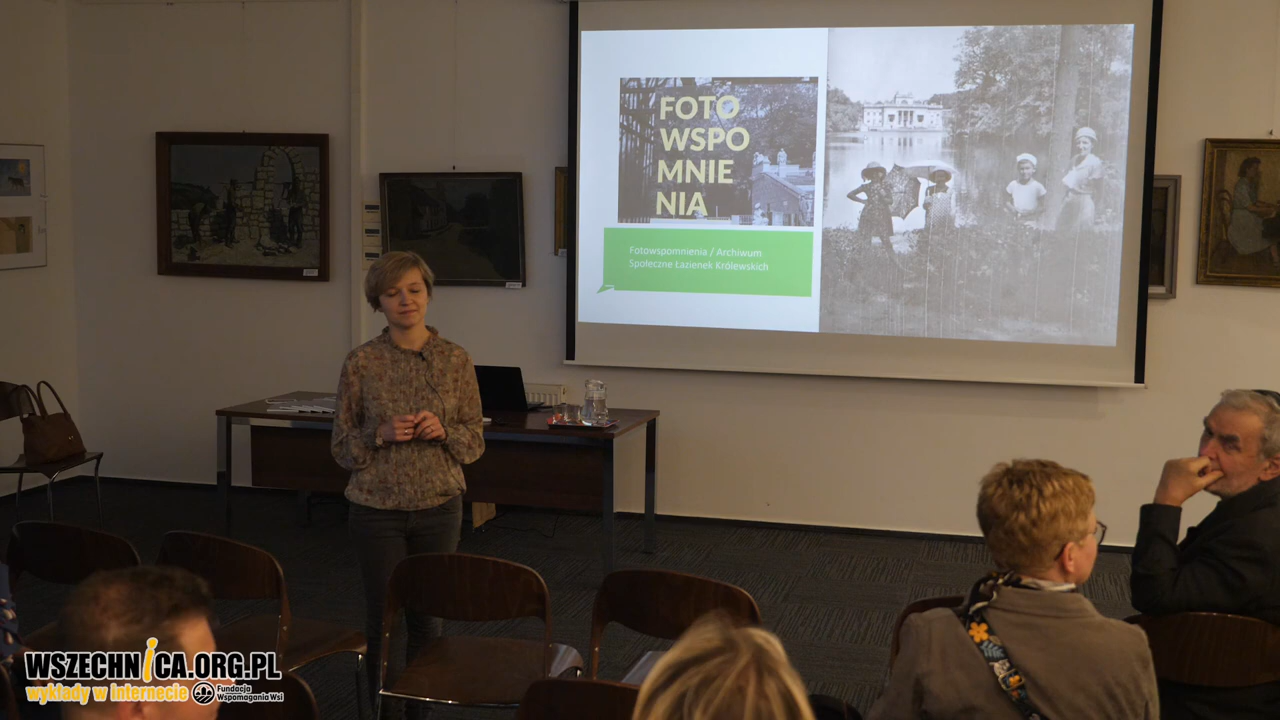 FOTO
WSPO
MNIE
NIA
Fotowspomnienia / Archiwum
Społeczne Łazienek Królewskich
WSZECHNiCA.ORG.PL
wykłady w internecie
Fundacja
Wspomagania Wsi